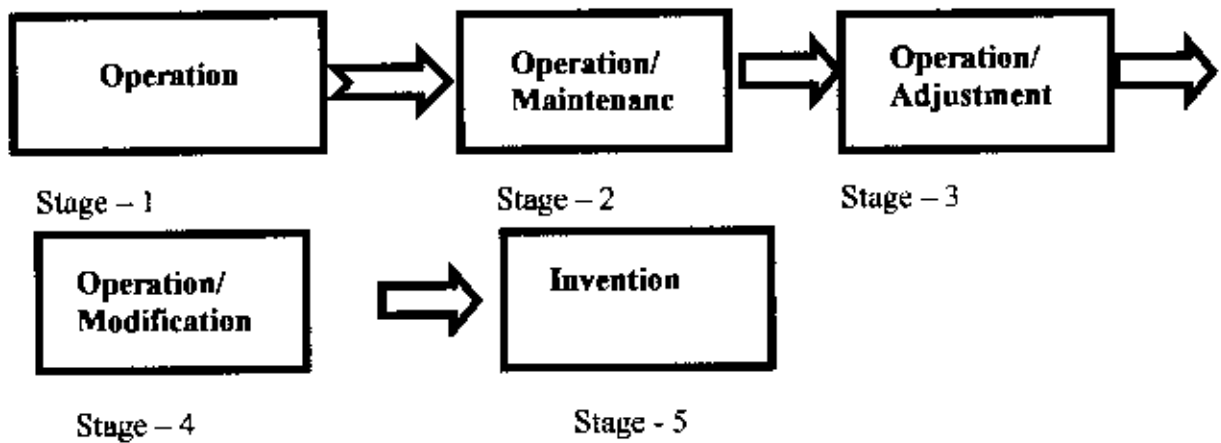 Operation
Operation/
Maintenanc
Operation/
Adjustment
Stage – 1
Stage – 2
Stage – 3
Operation/
Modification
Invention
Stage – 4
Stage - 5